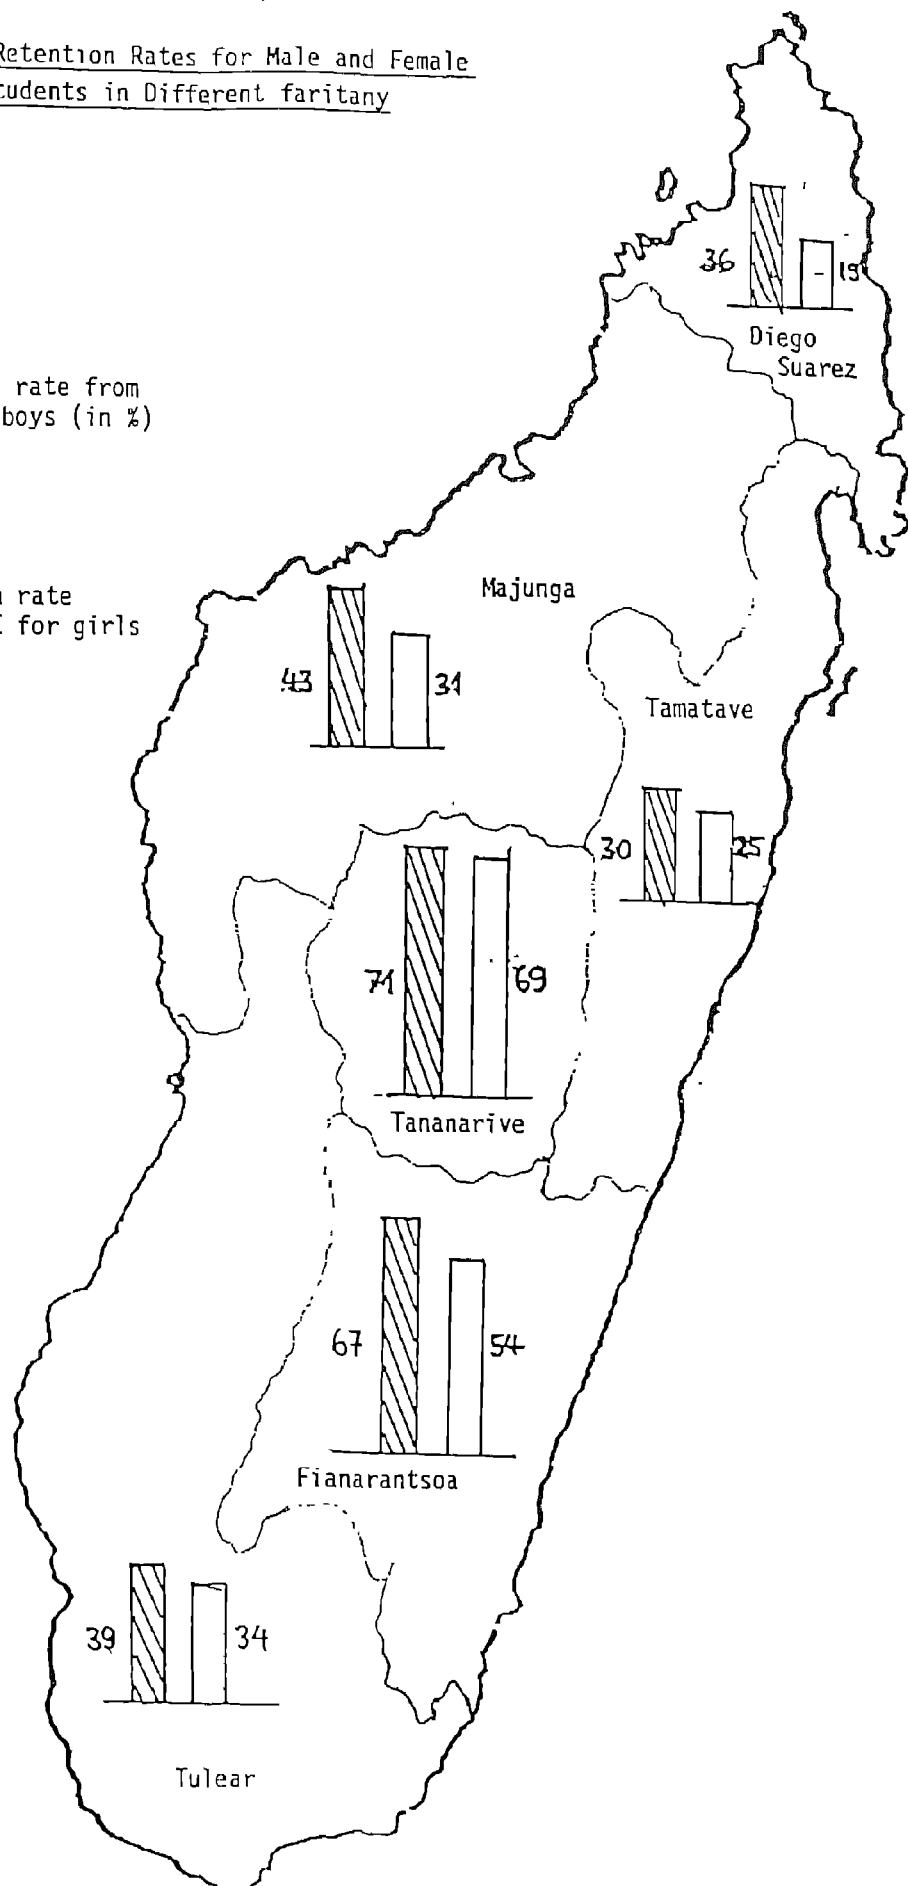 Retention Rates for Male and Female
tudents in Different faritany
36
19
Diego
Suarez
rate from
boys (in %)
Majunga
rate
for girls
43
31
Tamatave
30
25
71
69
Tananarive
67
54
Fianarantsoa
39
34
Tulear